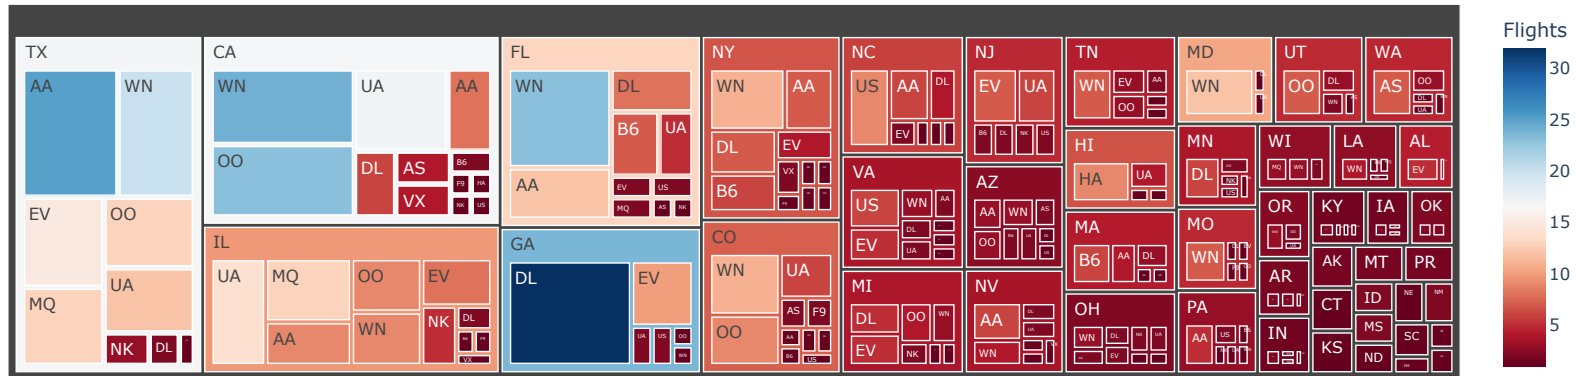 TX
AA
WN
EV
OO
MQ
UA
NK
DL
CA
WN
UA
AA
OO
DL
AS
VX
B6
F9
HA
NK
US
IL
UA
MQ
AA
OO
WN
EV
NK
DL
VX
FL
WN
AA
DL
B6
UA
EV
US
MQ
AS
NK
GA
DL
EV
UA
US
OO
WN
NY
WN
AA
DL
B6
EV
VX
CO
WN
OO
UA
AS
F9
AA
B6
US
NC
US
AA
DL
EV
VA
US
EV
WN
AA
DL
UA
MI
DL
EV
OO
WN
NK
NJ
EV
UA
B6
DL
NK
US
AZ
AA
WN
AS
OO
NV
AA
WN
DL
UA
TN
WN
EV
AA
OO
HI
HA
UA
MA
B6
AA
DL
OH
WN
DL
NK
UA
EV
MD
WN
MN
DL
NK
US
MO
WN
PA
AA
US
UT
OO
DL
WN
WA
AS
OO
DL
UA
WI
MQ
WN
LA
WN
AL
EV
OR
KY
IA
OK
AR
IN
AK
MT
PR
CT
ID
NE
NM
KS
MS
SC
ND
Flights
30
25
20
15
10
5